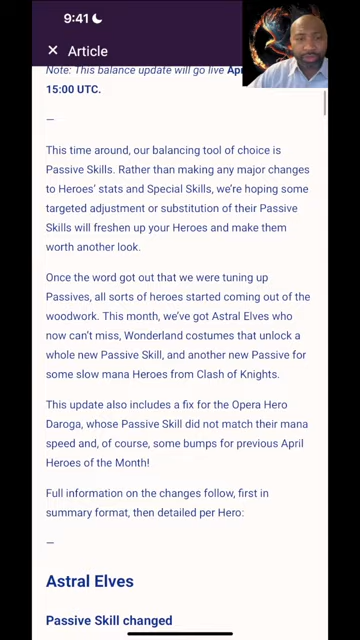 9:41
Article
Note: This balance update will go live Apr
15:00 UTC.
—
This time around, our balancing tool of choice is
Passive Skills. Rather than making any major changes
to Heroes' stats and Special Skills, we're hoping some
targeted adjustment or substitution of their Passive
Skills will freshen up your Heroes and make them
worth another look.
Once the word got out that we were tuning up
Passives, all sorts of heroes started coming out of the
woodwork. This month, we've got Astral Elves who
now can't miss, Wonderland costumes that unlock a
whole new Passive Skill, and another new Passive for
some slow mana Heroes from Clash of Knights.
This update also includes a fix for the Opera Hero
Daroga, whose Passive Skill did not match their mana
speed and, of course, some bumps for previous April
Heroes of the Month!
Full information on the changes follow, first in
summary format, then detailed per Hero:
—
Astral Elves
Passive Skill changed